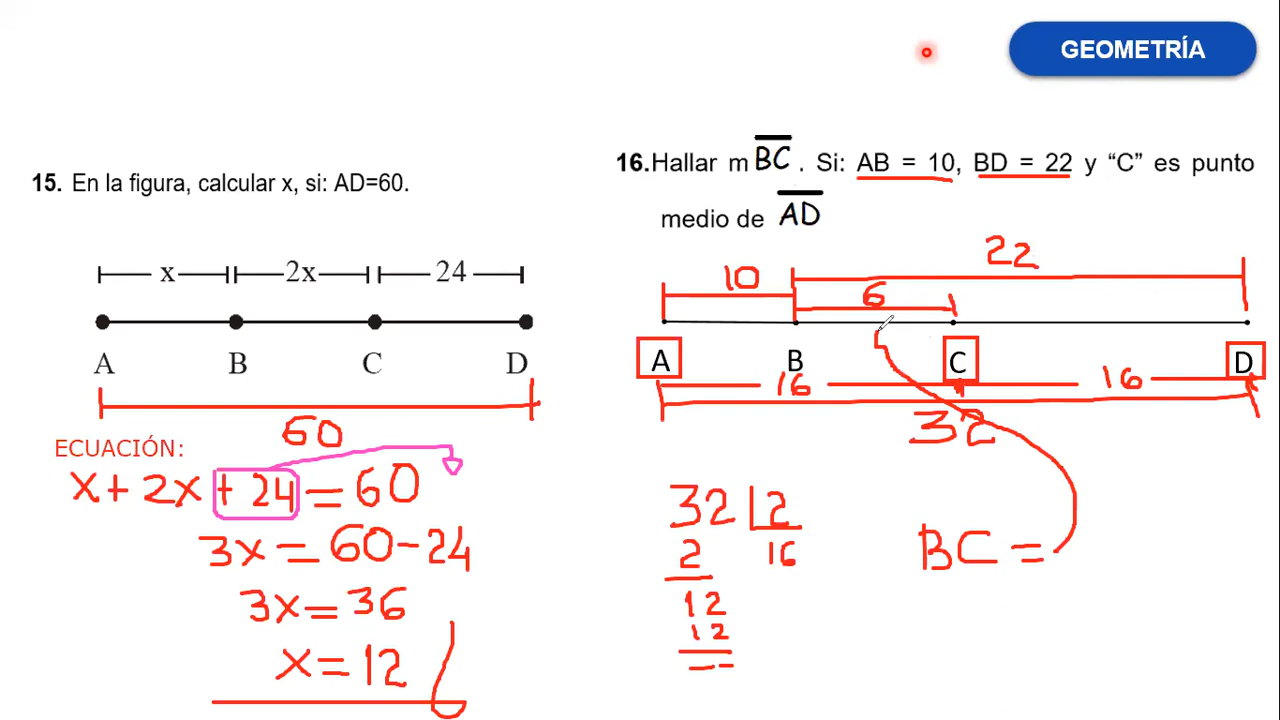 GEOMETRÍA
15. En la figura, calcular x, si: AD=60.
x 2x 24
A B C D
60
ECUACIÓN:
x + 2x + 24 = 60
3x = 60 - 24
3x = 36
x = 12
16. Hallar m BC . Si: AB = 10, BD = 22 y “C” es punto
medio de AD
22
10 6
A B C D
16 16
32
32 2
2 16
12
12
BC =